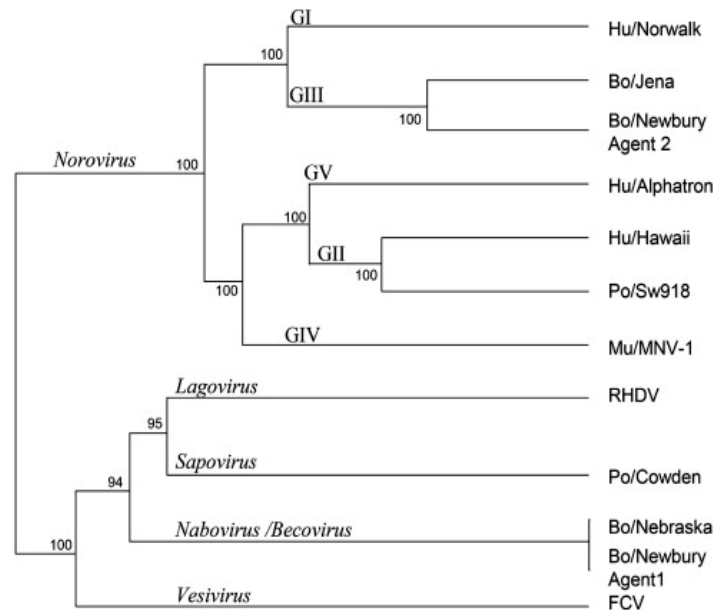 GI
Hu/Norwalk
100
Bo/Jena
GIII
100
Bo/Newbury
Agent 2
Norovirus
100
GV
Hu/Alphatron
100
Hu/Hawaii
GII
100
Po/Sw918
100
GIV
Mu/MNV-1
Lagovirus
RHDV
95
Sapovirus
Po/Cowden
94
Nabovirus /Becovirus
Bo/Nebraska
Bo/Newbury
Agent1
100
Vesivirus
FCV